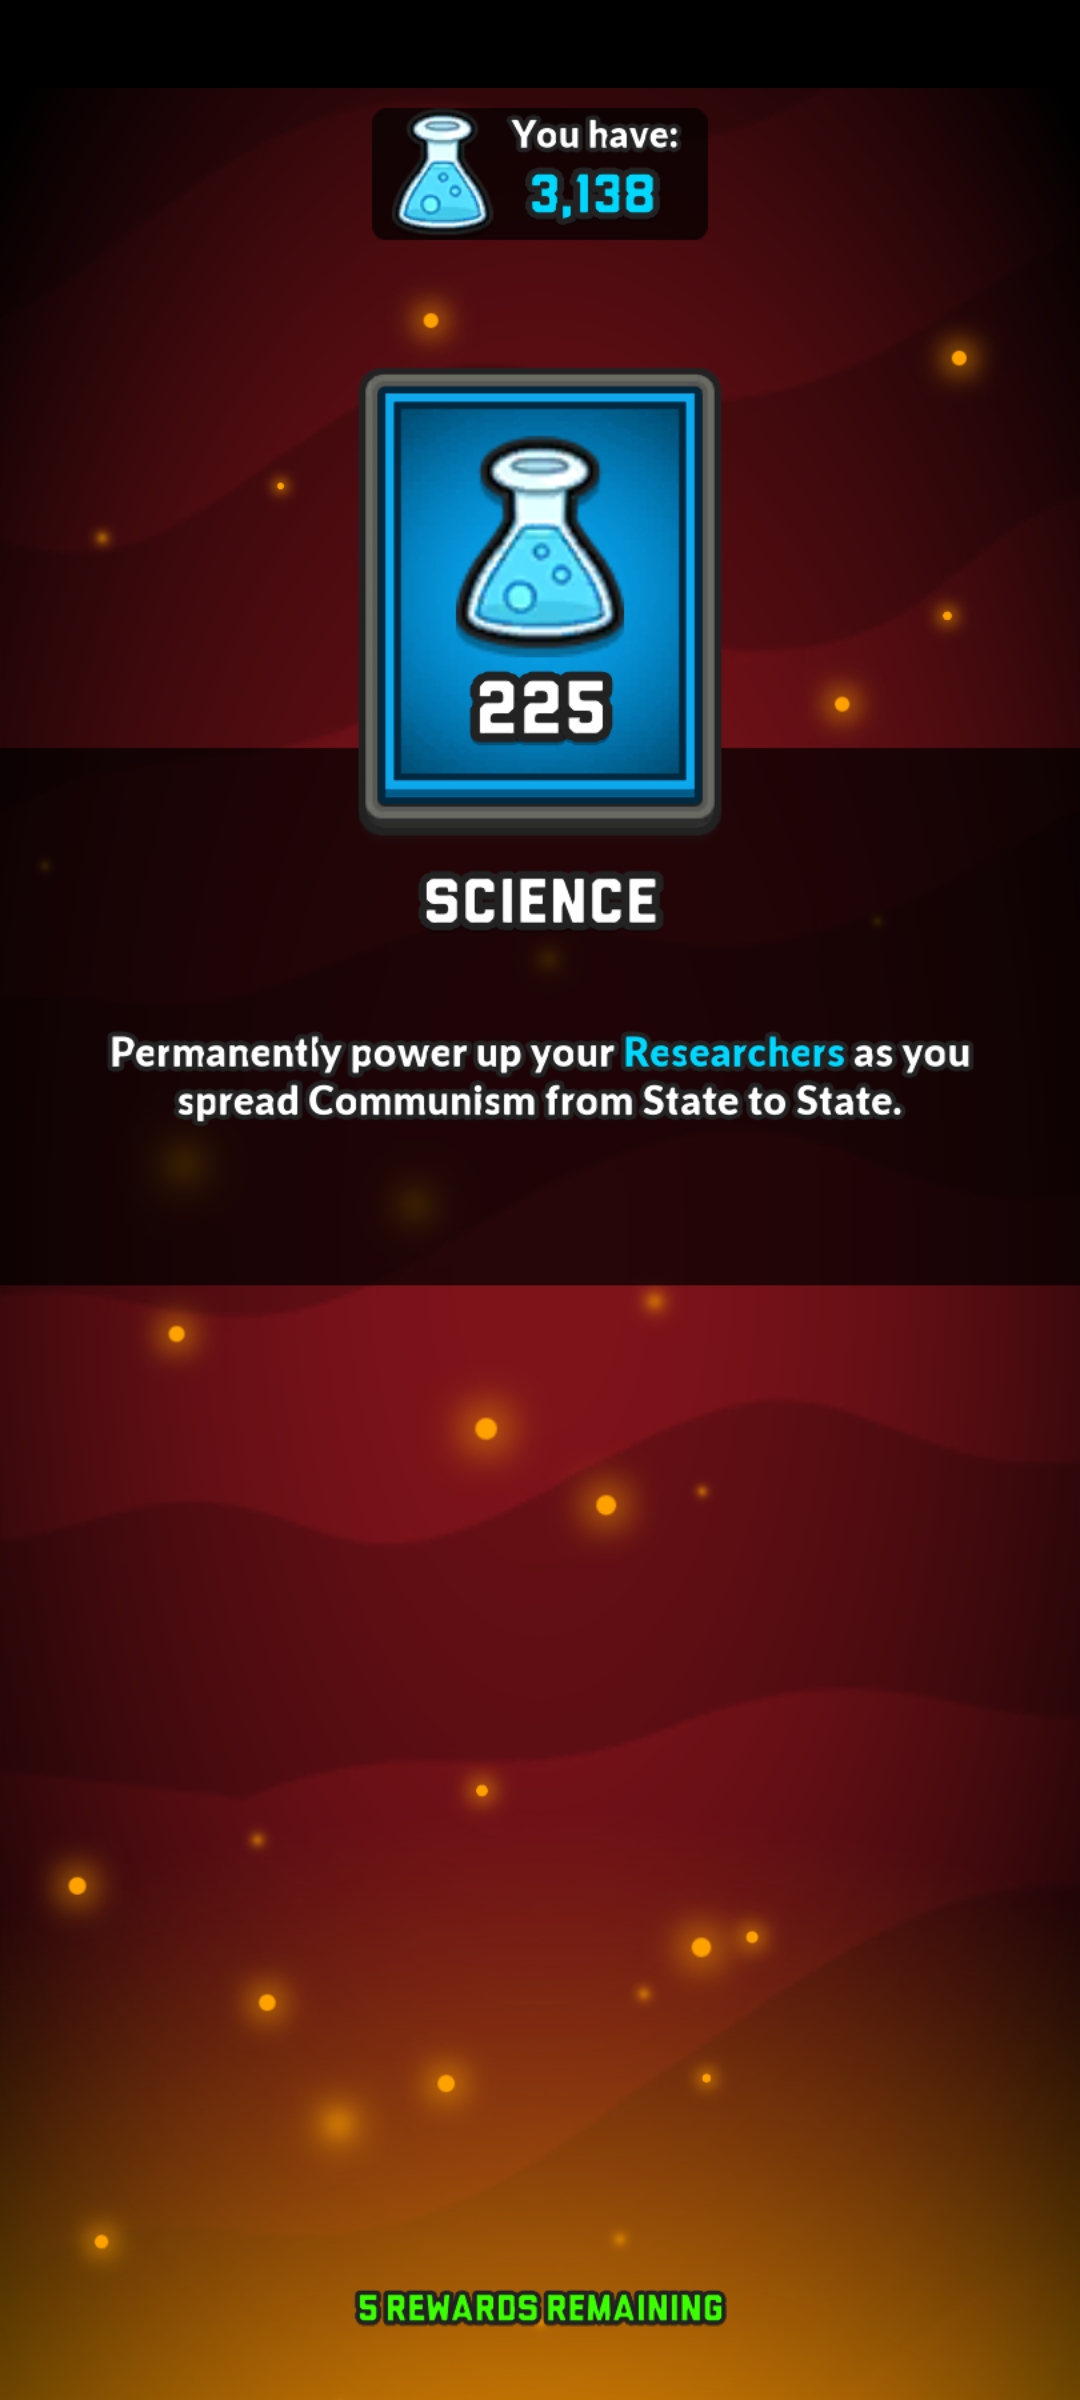 You have:
3,138
225
SCIENCE
Permanently power up your Researchers as you
spread Communism from State to State.
5 REWARDS REMAINING